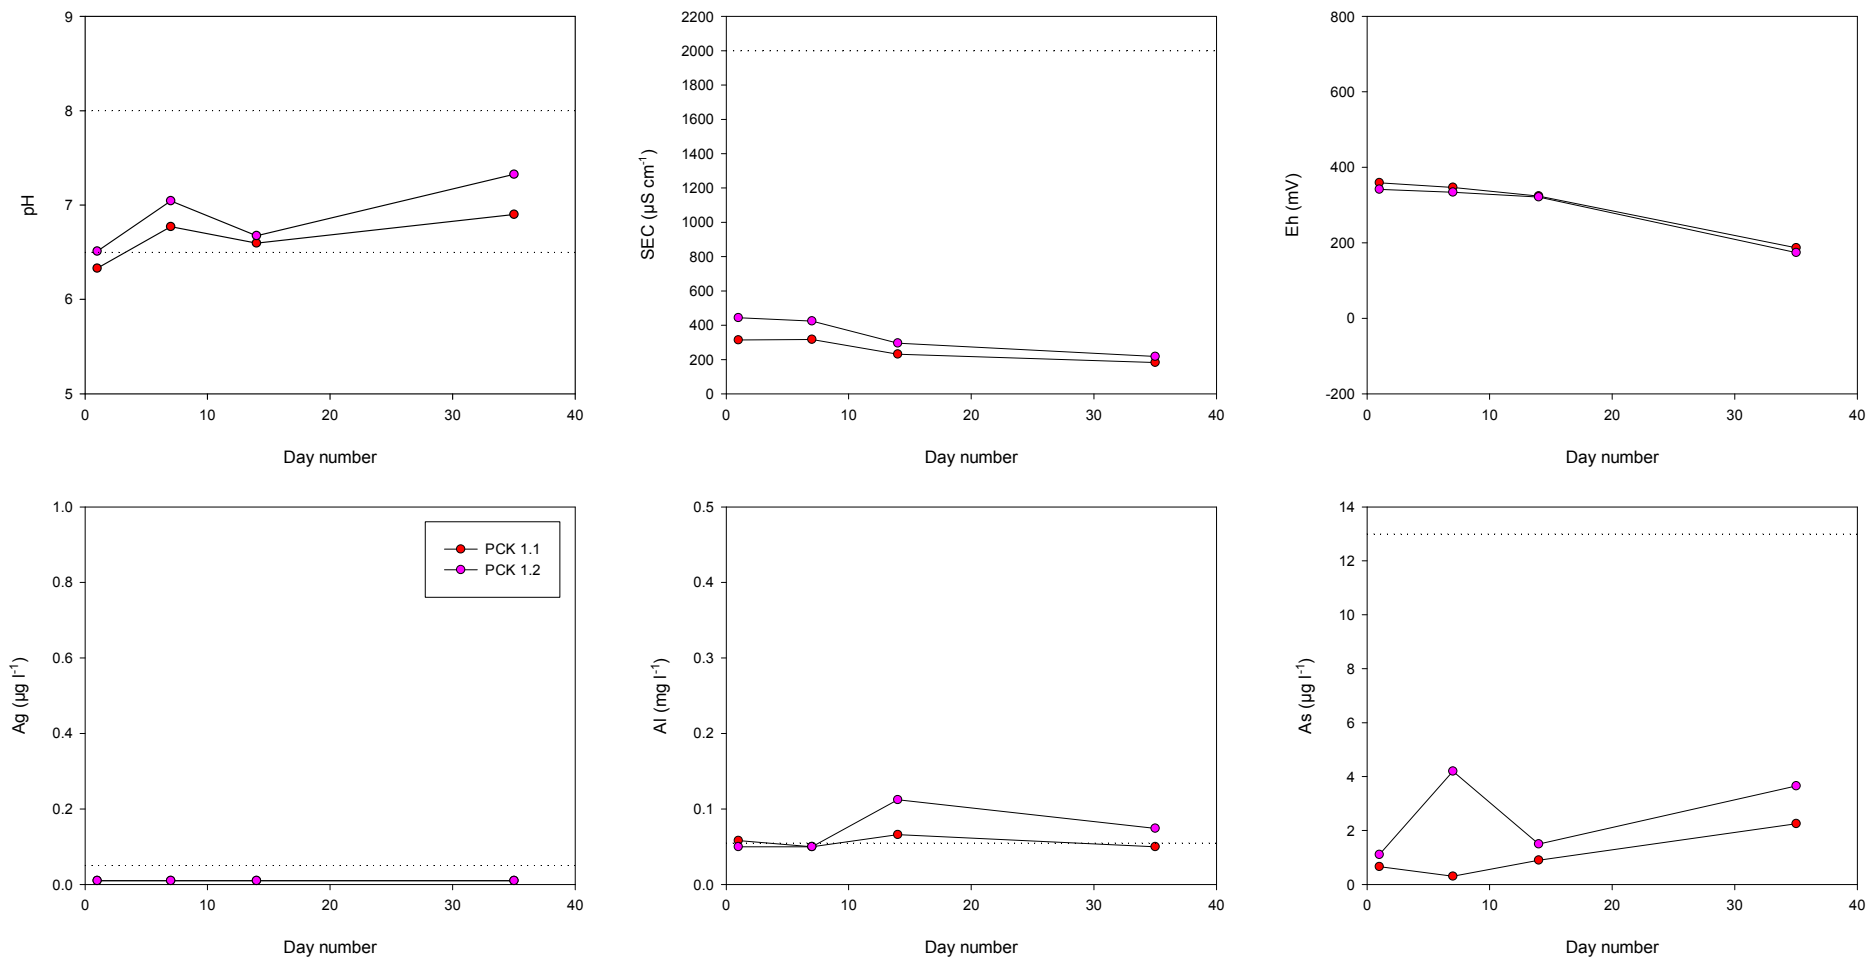 pH
9
8
7
6
5
0 10 20 30 40
Day number
SEC (µS cm-1)
2200
2000
1800
1600
1400
1200
1000
800
600
400
200
0
0 10 20 30 40
Day number
Eh (mV)
800
600
400
200
0
-200
0 10 20 30 40
Day number
Ag (µg l-1)
1.0
0.8
0.6
0.4
0.2
0.0
PCK 1.1
PCK 1.2
0 10 20 30 40
Day number
Al (mg l-1)
0.5
0.4
0.3
0.2
0.1
0.0
0 10 20 30 40
Day number
As (µg l-1)
14
12
10
8
6
4
2
0
0 10 20 30 40
Day number